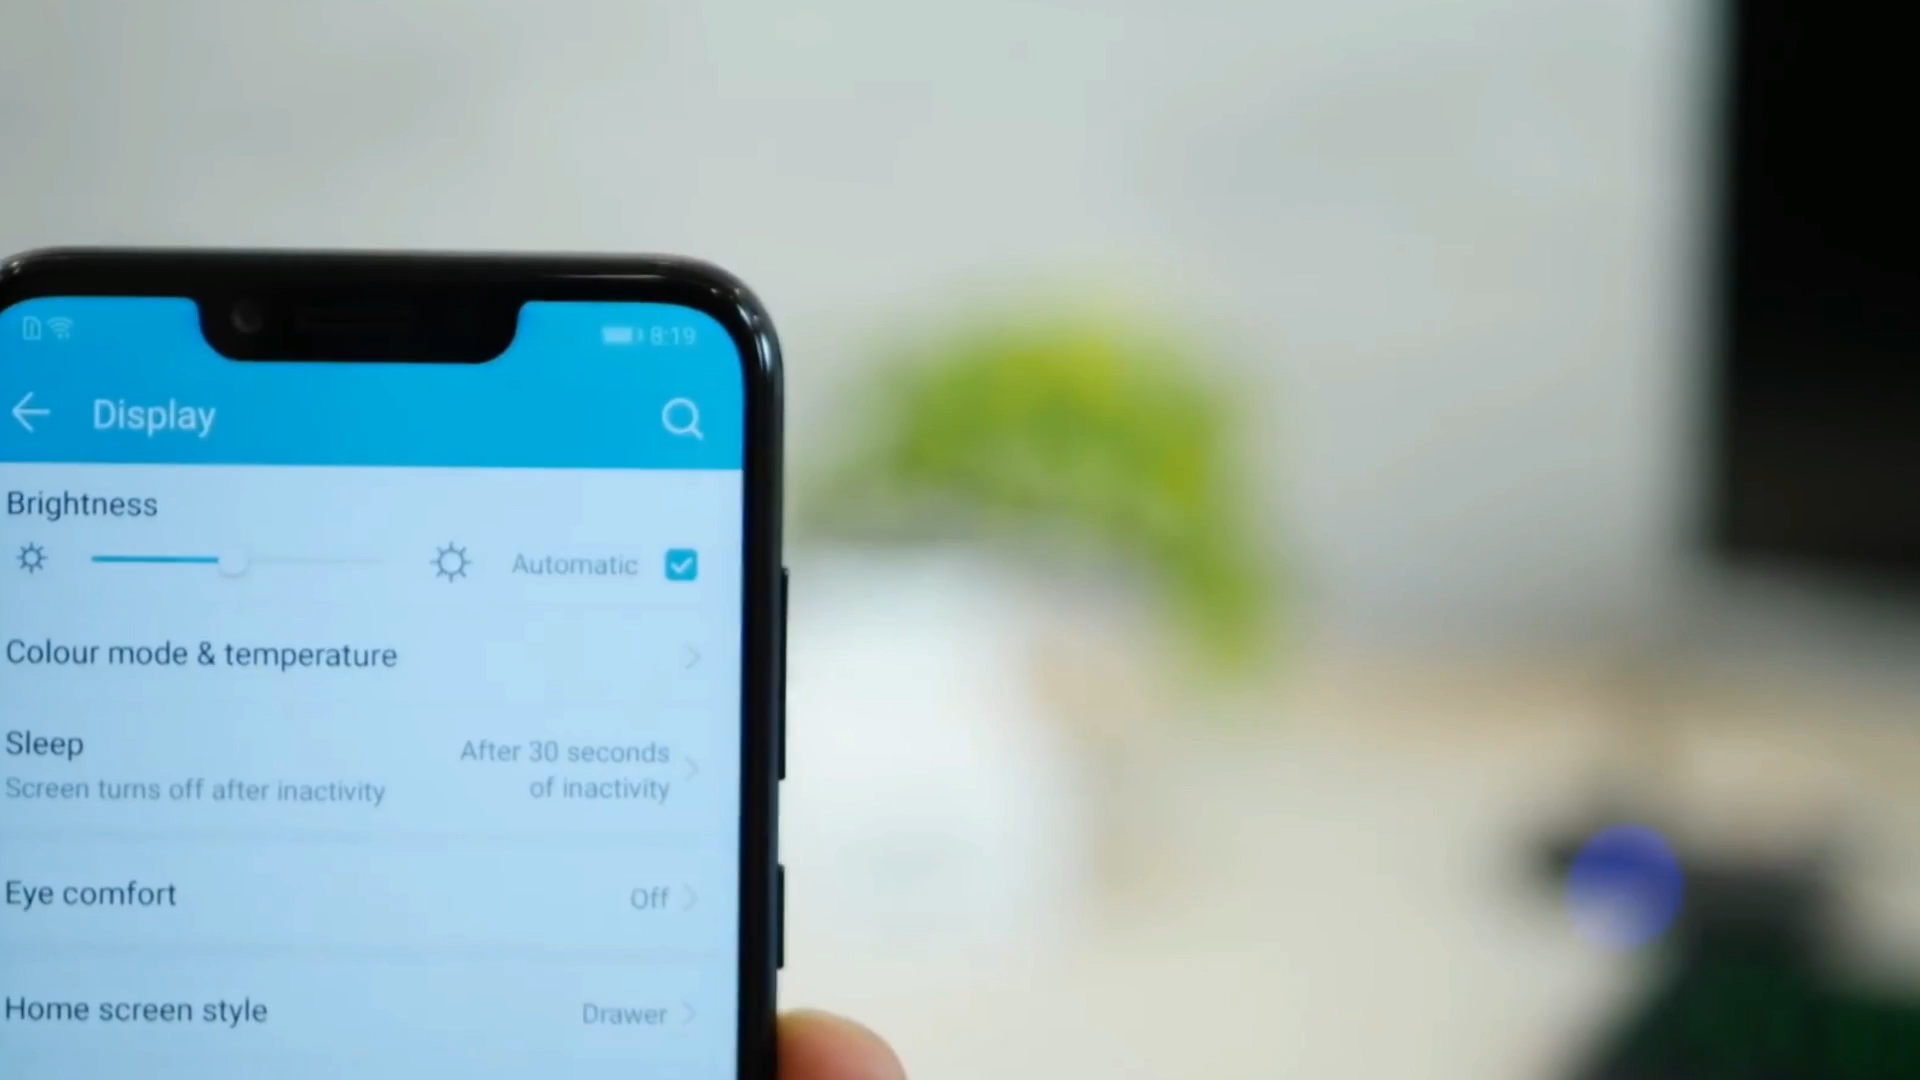 8:19
Display
Brightness
Automatic
Colour mode & temperature
Sleep
After 30 seconds
of inactivity
Screen turns off after inactivity
Eye comfort
Off
Home screen style
Drawer